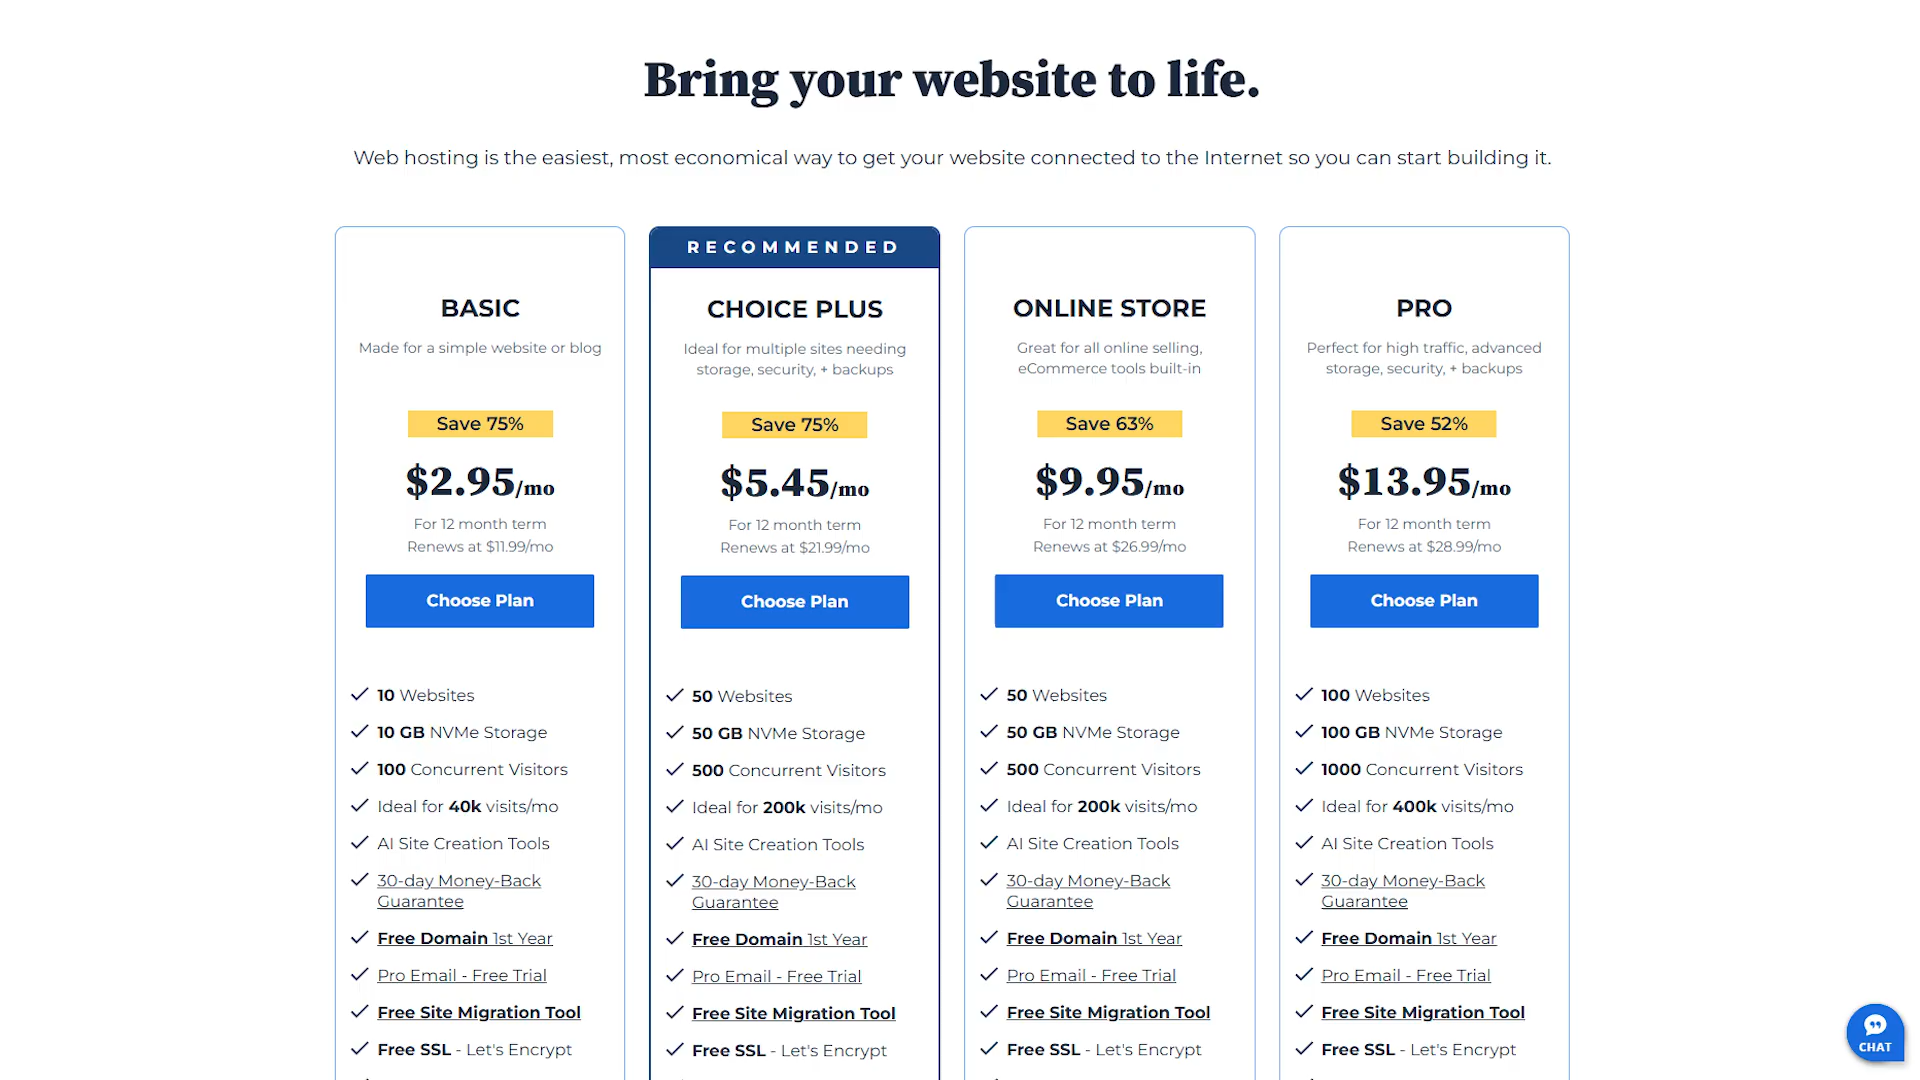 Bring your website to life.
Web hosting is the easiest, most economical way to get your website connected to the Internet so you can start building it.
BASIC
Made for a simple website or blog
Save 75%
$2.95/mo
For 12 month term
Renews at $11.99/mo
Choose Plan
10 Websites
10 GB NVMe Storage
100 Concurrent Visitors
Ideal for 40k visits/mo
AI Site Creation Tools
30-day Money-Back
Guarantee
Free Domain 1st Year
Pro Email - Free Trial
Free Site Migration Tool
Free SSL - Let's Encrypt
RECOMMENDED
CHOICE PLUS
Ideal for multiple sites needing
storage, security, + backups
Save 75%
$5.45/mo
For 12 month term
Renews at $21.99/mo
Choose Plan
50 Websites
50 GB NVMe Storage
500 Concurrent Visitors
Ideal for 200k visits/mo
AI Site Creation Tools
30-day Money-Back
Guarantee
Free Domain 1st Year
Pro Email - Free Trial
Free Site Migration Tool
Free SSL - Let's Encrypt
ONLINE STORE
Great for all online selling,
eCommerce tools built-in
Save 63%
$9.95/mo
For 12 month term
Renews at $26.99/mo
Choose Plan
50 Websites
50 GB NVMe Storage
500 Concurrent Visitors
Ideal for 200k visits/mo
AI Site Creation Tools
30-day Money-Back
Guarantee
Free Domain 1st Year
Pro Email - Free Trial
Free Site Migration Tool
Free SSL - Let's Encrypt
PRO
Perfect for high traffic, advanced
storage, security, + backups
Save 52%
$13.95/mo
For 12 month term
Renews at $28.99/mo
Choose Plan
100 Websites
100 GB NVMe Storage
1000 Concurrent Visitors
Ideal for 400k visits/mo
AI Site Creation Tools
30-day Money-Back
Guarantee
Free Domain 1st Year
Pro Email - Free Trial
Free Site Migration Tool
Free SSL - Let's Encrypt
CHAT